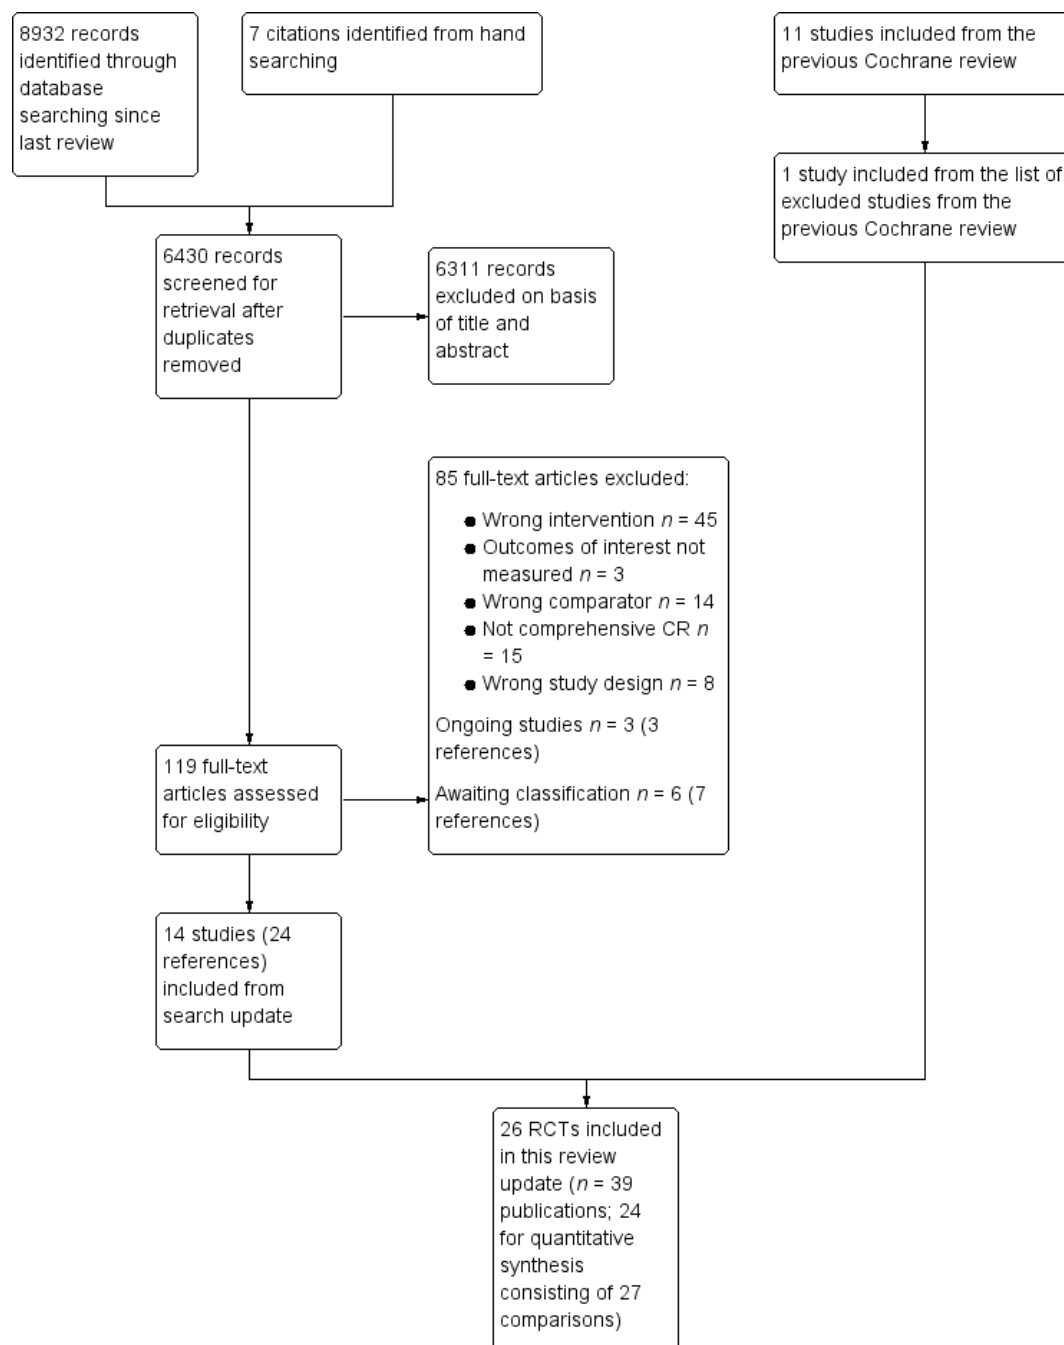 8932 records
identified through
database
searching since
last review
7 citations identified from hand
searching
11 studies included from the
previous Cochrane review
1 study included from the list of
excluded studies from the
previous Cochrane review
6430 records
screened for
retrieval after
duplicates
removed
6311 records
excluded on basis
of title and
abstract
85 full-text articles excluded:
● Wrong intervention n = 45
● Outcomes of interest not
measured n = 3
● Wrong comparator n = 14
● Not comprehensive CR n
= 15
● Wrong study design n = 8
Ongoing studies n = 3 (3
references)
Awaiting classification n = 6 (7
references)
119 full-text
articles assessed
for eligibility
14 studies (24
references)
included from
search update
26 RCTs included
in this review
update (n = 39
publications; 24
for quantitative
synthesis
consisting of 27
comparisons)